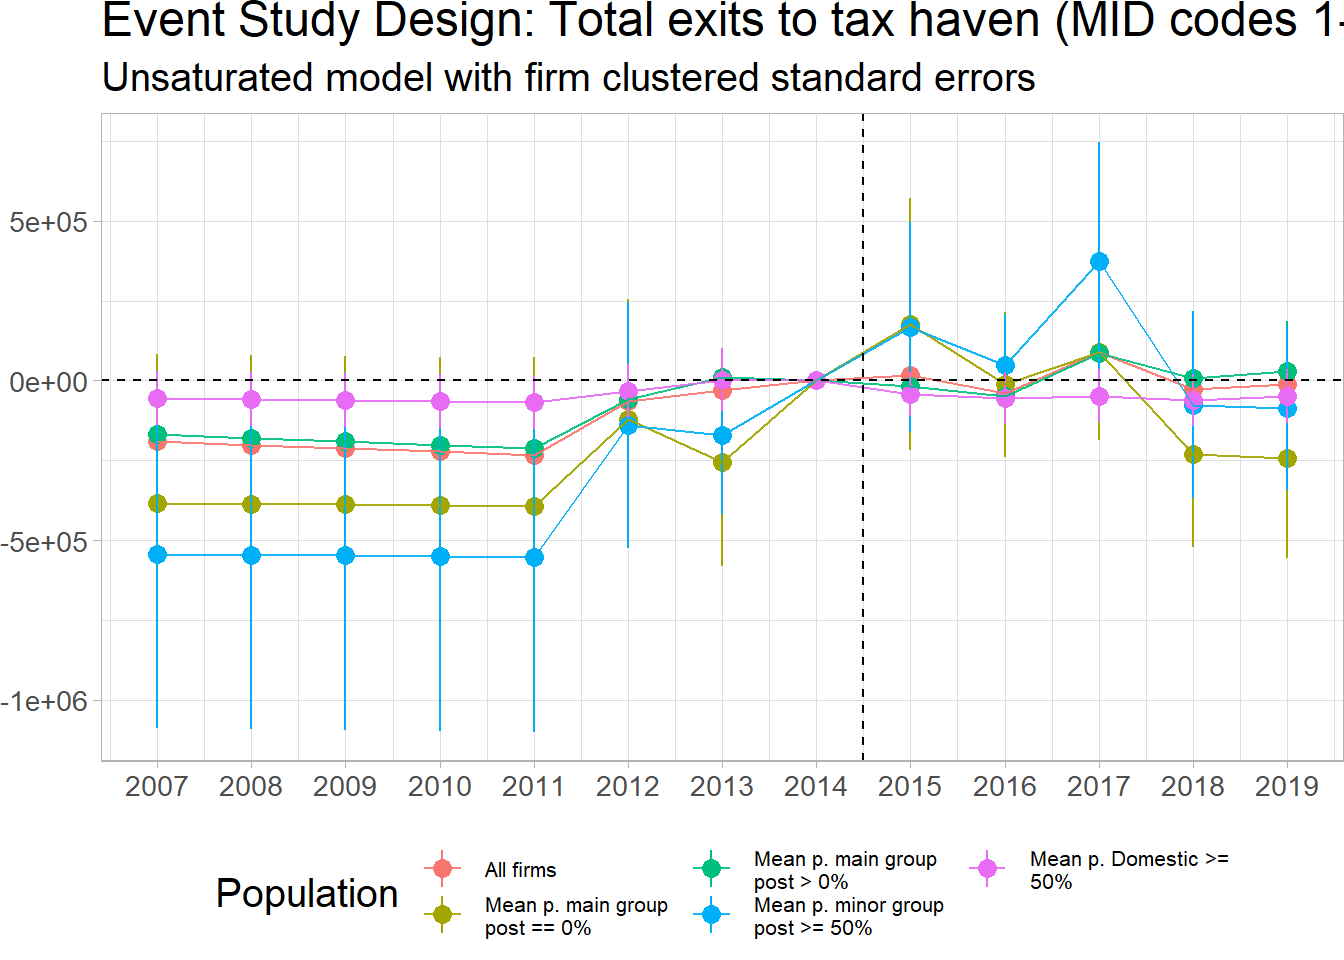 Event Study Design: Total exits to tax haven (MID codes 1-
Unsaturated model with firm clustered standard errors
5e+05
0e+00
-5e+05
-1e+06
2007 2008 2009 2010 2011 2012 2013 2014 2015 2016 2017 2018 2019
Population
All firms
Mean p. main group
post == 0%
Mean p. main group
post > 0%
Mean p. minor group
post >= 50%
Mean p. Domestic >=
50%